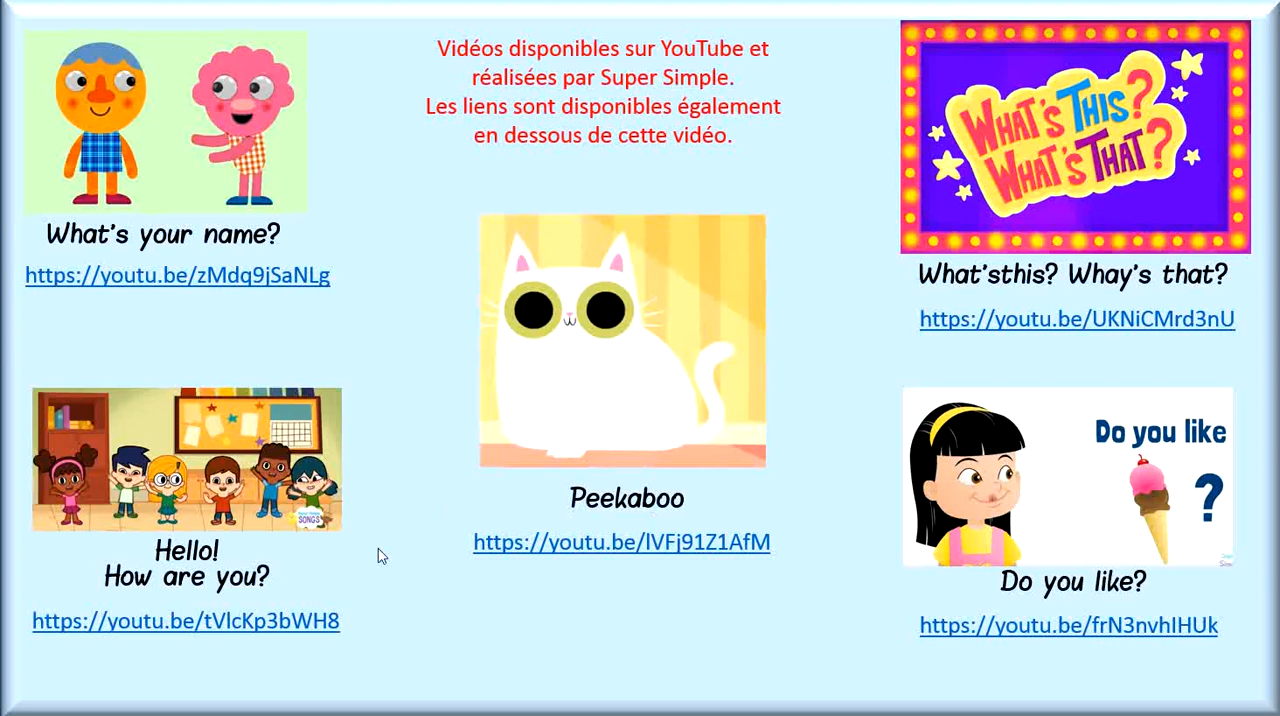 Vidéos disponibles sur YouTube et
réalisées par Super Simple.
Les liens sont disponibles également
en dessous de cette vidéo.
What's your name?
https://youtu.be/zMdq9jSaNLg
WHAT'S THIS?
WHAT'S THAT?
What'sthis? Whay's that?
https://youtu.be/UKNiCMrd3nU
Peekaboo
https://youtu.be/lVFj91Z1AfM
SONGS
Hello!
How are you?
https://youtu.be/tVlcKp3bWH8
Do you like
?
Do you like?
https://youtu.be/frN3nvhIHUk